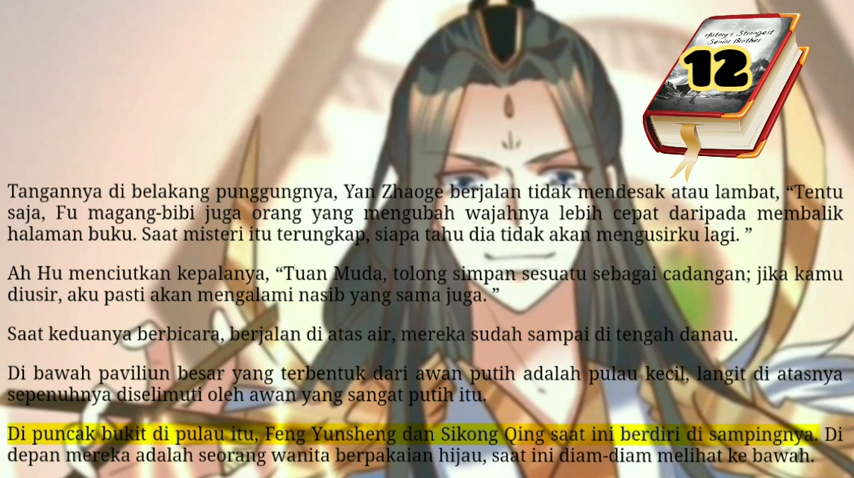 History's Strongest
Senior Brother
12
Tangannya di belakang punggungnya, Yan Zhaoge berjalan tidak mendesak atau lambat, “Tentu
saja, Fu magang-bibi juga orang yang mengubah wajahnya lebih cepat daripada membalik
halaman buku. Saat misteri itu terungkap, siapa tahu dia tidak akan mengusirku lagi. ”
Ah Hu menciutkan kepalanya, “Tuan Muda, tolong simpan sesuatu sebagai cadangan; jika kamu
diusir, aku pasti akan mengalami nasib yang sama juga. ”
Saat keduanya berbicara, berjalan di atas air, mereka sudah sampai di tengah danau.
Di bawah paviliun besar yang terbentuk dari awan putih adalah pulau kecil, langit di atasnya
sepenuhnya diselimuti oleh awan yang sangat putih itu.
Di puncak bukit di pulau itu, Feng Yunsheng dan Sikong Qing saat ini berdiri di sampingnya. Di
depan mereka adalah seorang wanita berpakaian hijau, saat ini diam-diam melihat ke bawah.